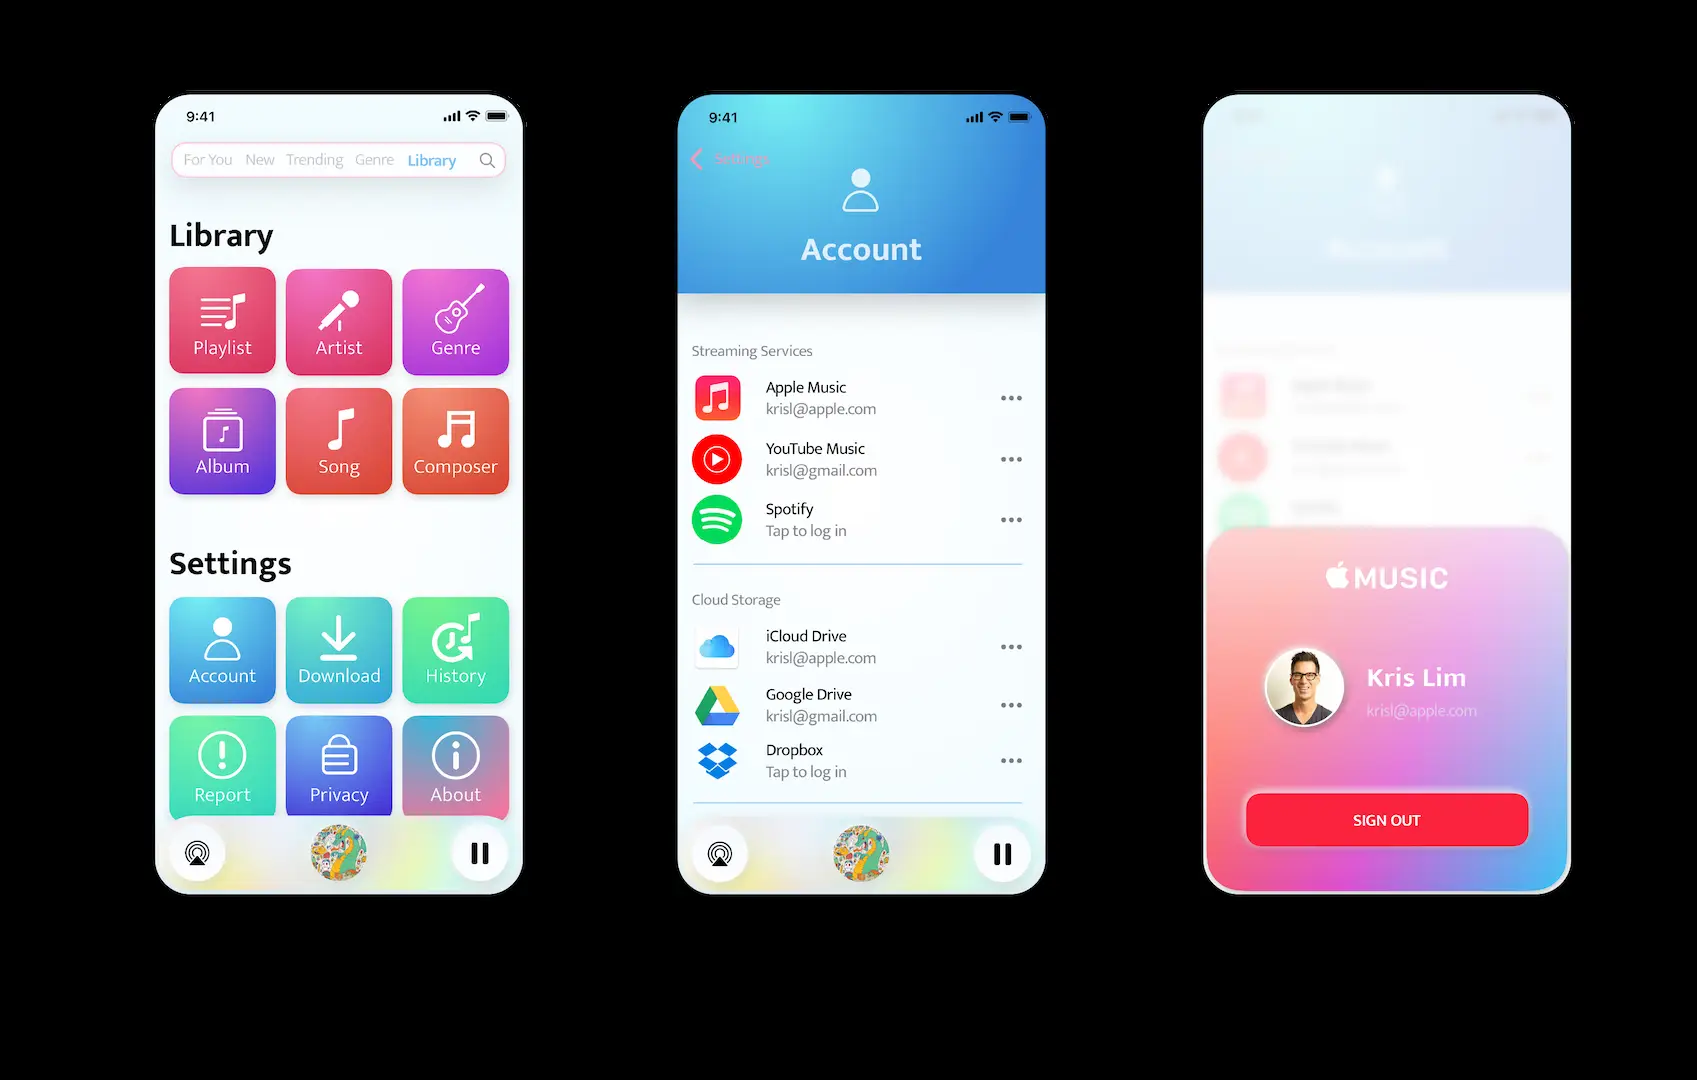 9:41
For You New Trending Genre Library
Library
Playlist Artist Genre
Album Song Composer
Settings
Account Download History
Report Privacy About
9:41
Settings
Account
Streaming Services
Apple Music
krisl@apple.com
YouTube Music
krisl@gmail.com
Spotify
Tap to log in
Cloud Storage
iCloud Drive
krisl@apple.com
Google Drive
krisl@gmail.com
Dropbox
Tap to log in
MUSIC
Kris Lim
krisl@apple.com
SIGN OUT